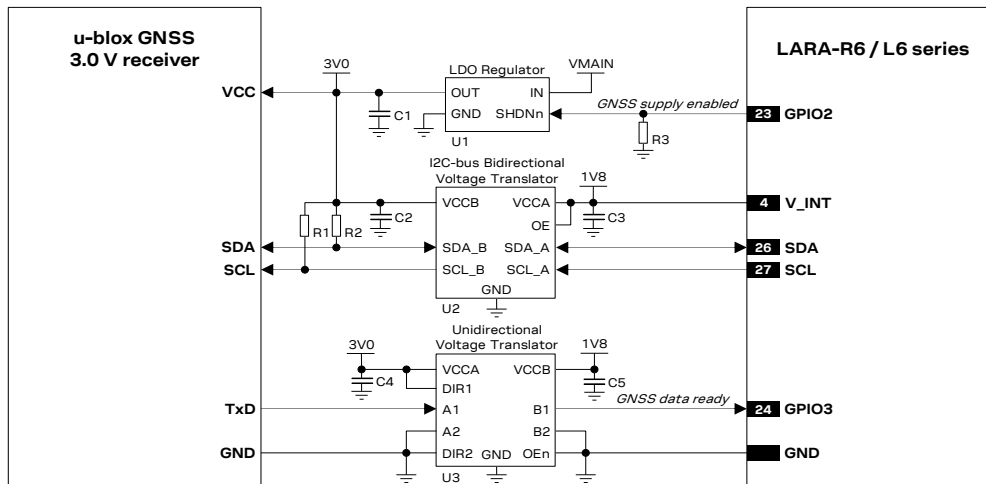 u-blox GNSS
3.0 V receiver
LARA-R6 / L6 series
3V0
LDO Regulator
VMAIN
VCC
OUT
IN
GNSS supply enabled
C1
GND
SHDNn
23
GPIO2
R3
U1
I2C-bus Bidirectional
Voltage Translator
1V8
VCCB
VCCA
4
V_INT
C2
C3
OE
R1
R2
SDA
SDA_B
SDA_A
26
SDA
SCL
SCL_B
SCL_A
27
SCL
GND
U2
Unidirectional
Voltage Translator
3V0
1V8
VCCA
VCCB
C4
C5
DIR1
GNSS data ready
TxD
A1
B1
24
GPIO3
A2
B2
GND
DIR2
GND
OEn
GND
U3